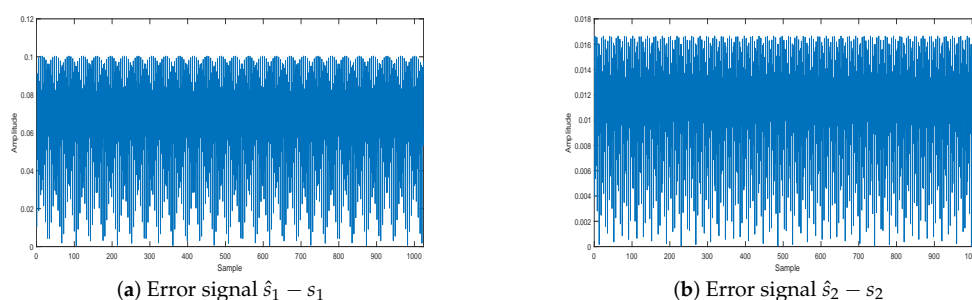 0.12
0.1
0.08
0.06
0.04
0.02
0
Amplitude
0 100 200 300 400 500 600 700 800 900 1000
Sample
(a) Error signal ŝ1 − s1
0.018
0.016
0.014
0.012
0.01
0.008
0.006
0.004
0.002
0
Amplitude
0 100 200 300 400 500 600 700 800 900
Sample
(b) Error signal ŝ2 − s2